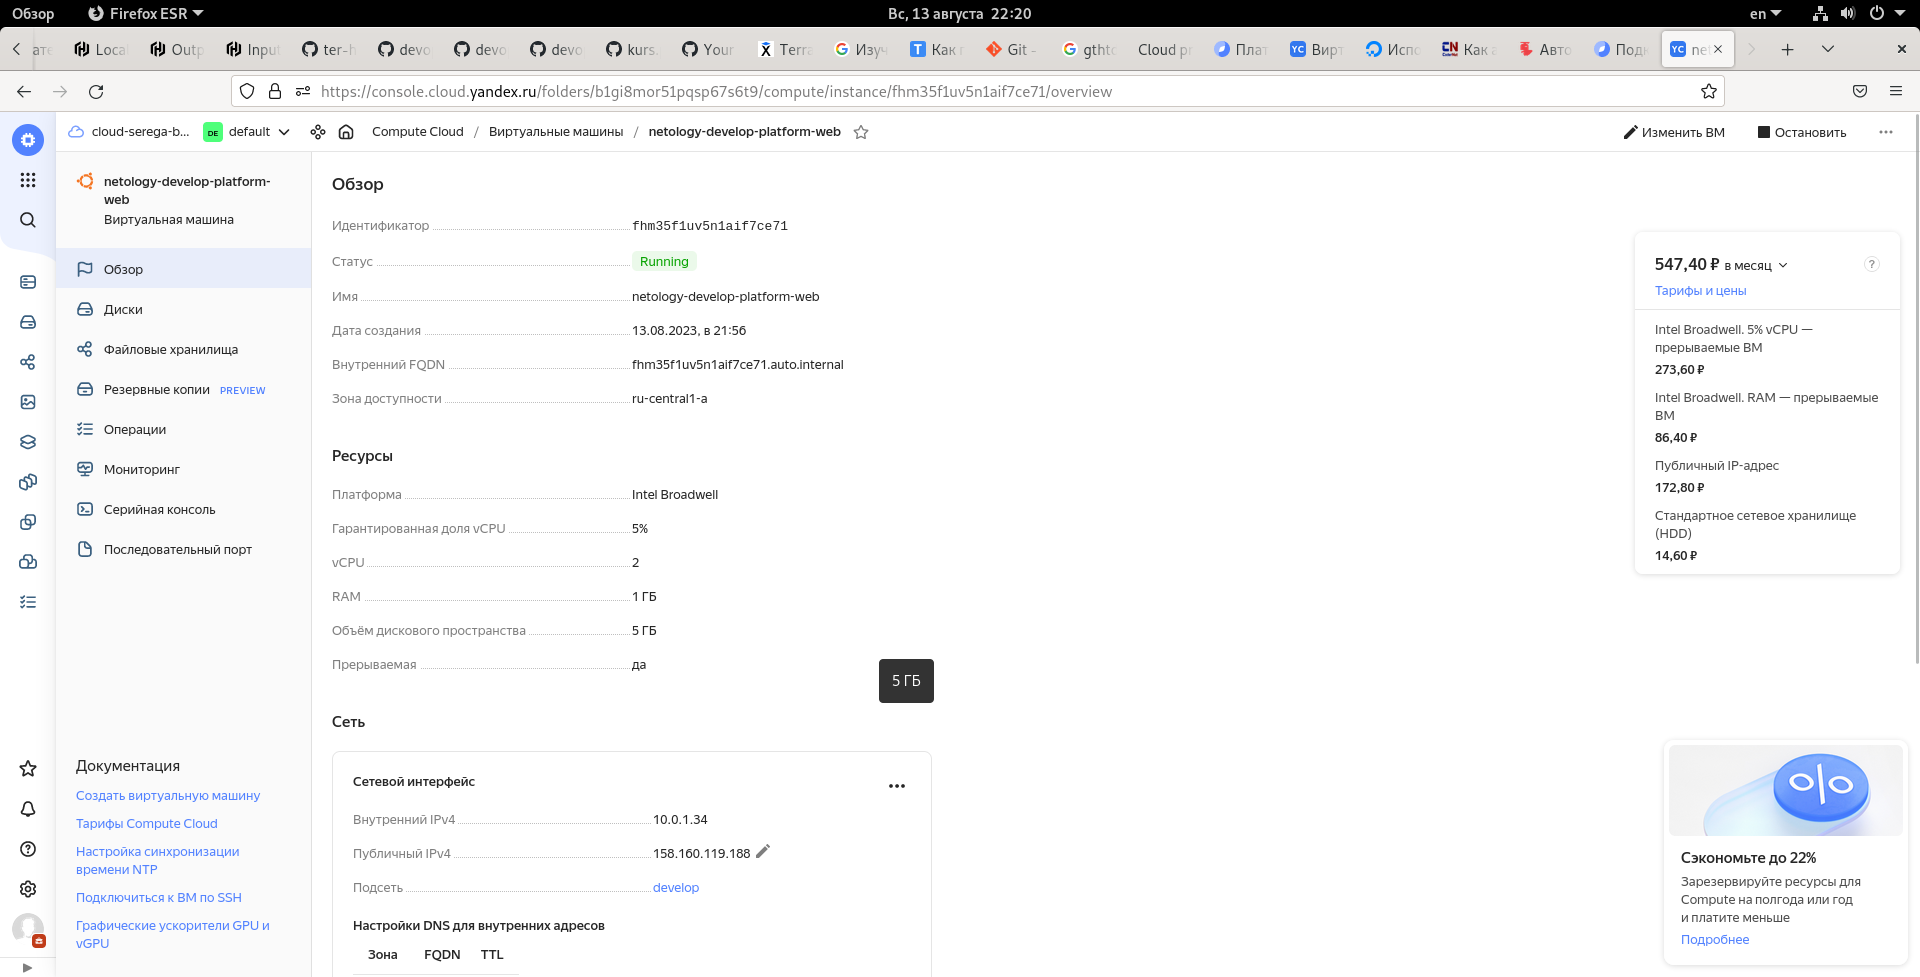 Обзор
Firefox ESR
Вс, 13 августа 22:20
en
Loca
Outp
Inpu
ter-h
devo
devo
devo
kurs.
Your
Terra
Изуч
Как п
Git -
gthto
Cloud pr
Плат
Вирт
Испо
Как а
Авто
Подк
net
https://console.cloud.yandex.ru/folders/b1gi8mor51pqsp67s6t9/compute/instance/fhm35f1uv5n1aif7ce71/overview
cloud-serega-b...
DE
default
Compute Cloud / Виртуальные машины / netology-develop-platform-web
Изменить ВМ
Остановить
netology-develop-platform-
web
Виртуальная машина
Обзор
Диски
Файловые хранилища
Резервные копии PREVIEW
Операции
Мониторинг
Серийная консоль
Последовательный порт
Документация
Создать виртуальную машину
Тарифы Compute Cloud
Настройка синхронизации
времени NTP
Подключиться к ВМ по SSH
Графические ускорители GPU и
vGPU
Обзор
Идентификатор fhm35f1uv5n1aif7ce71
Статус Running
Имя netology-develop-platform-web
Дата создания 13.08.2023, в 21:56
Внутренний FQDN fhm35f1uv5n1aif7ce71.auto.internal
Зона доступности ru-central1-a
Ресурсы
Платформа Intel Broadwell
Гарантированная доля vCPU 5%
vCPU 2
RAM 1 ГБ
Объём дискового пространства 5 ГБ
Прерываемая да
5 ГБ
Сеть
Сетевой интерфейс
Внутренний IPv4 10.0.1.34
Публичный IPv4 158.160.119.188
Подсеть develop
Настройки DNS для внутренних адресов
Зона FQDN TTL
547,40 ₽ в месяц
?
Тарифы и цены
Intel Broadwell. 5% vCPU —
прерываемые ВМ
273,60 ₽
Intel Broadwell. RAM — прерываемые
ВМ
86,40 ₽
Публичный IP-адрес
172,80 ₽
Стандартное сетевое хранилище
(HDD)
14,60 ₽
Сэкономьте до 22%
Зарезервируйте ресурсы для
Compute на полгода или год
и платите меньше
Подробнее